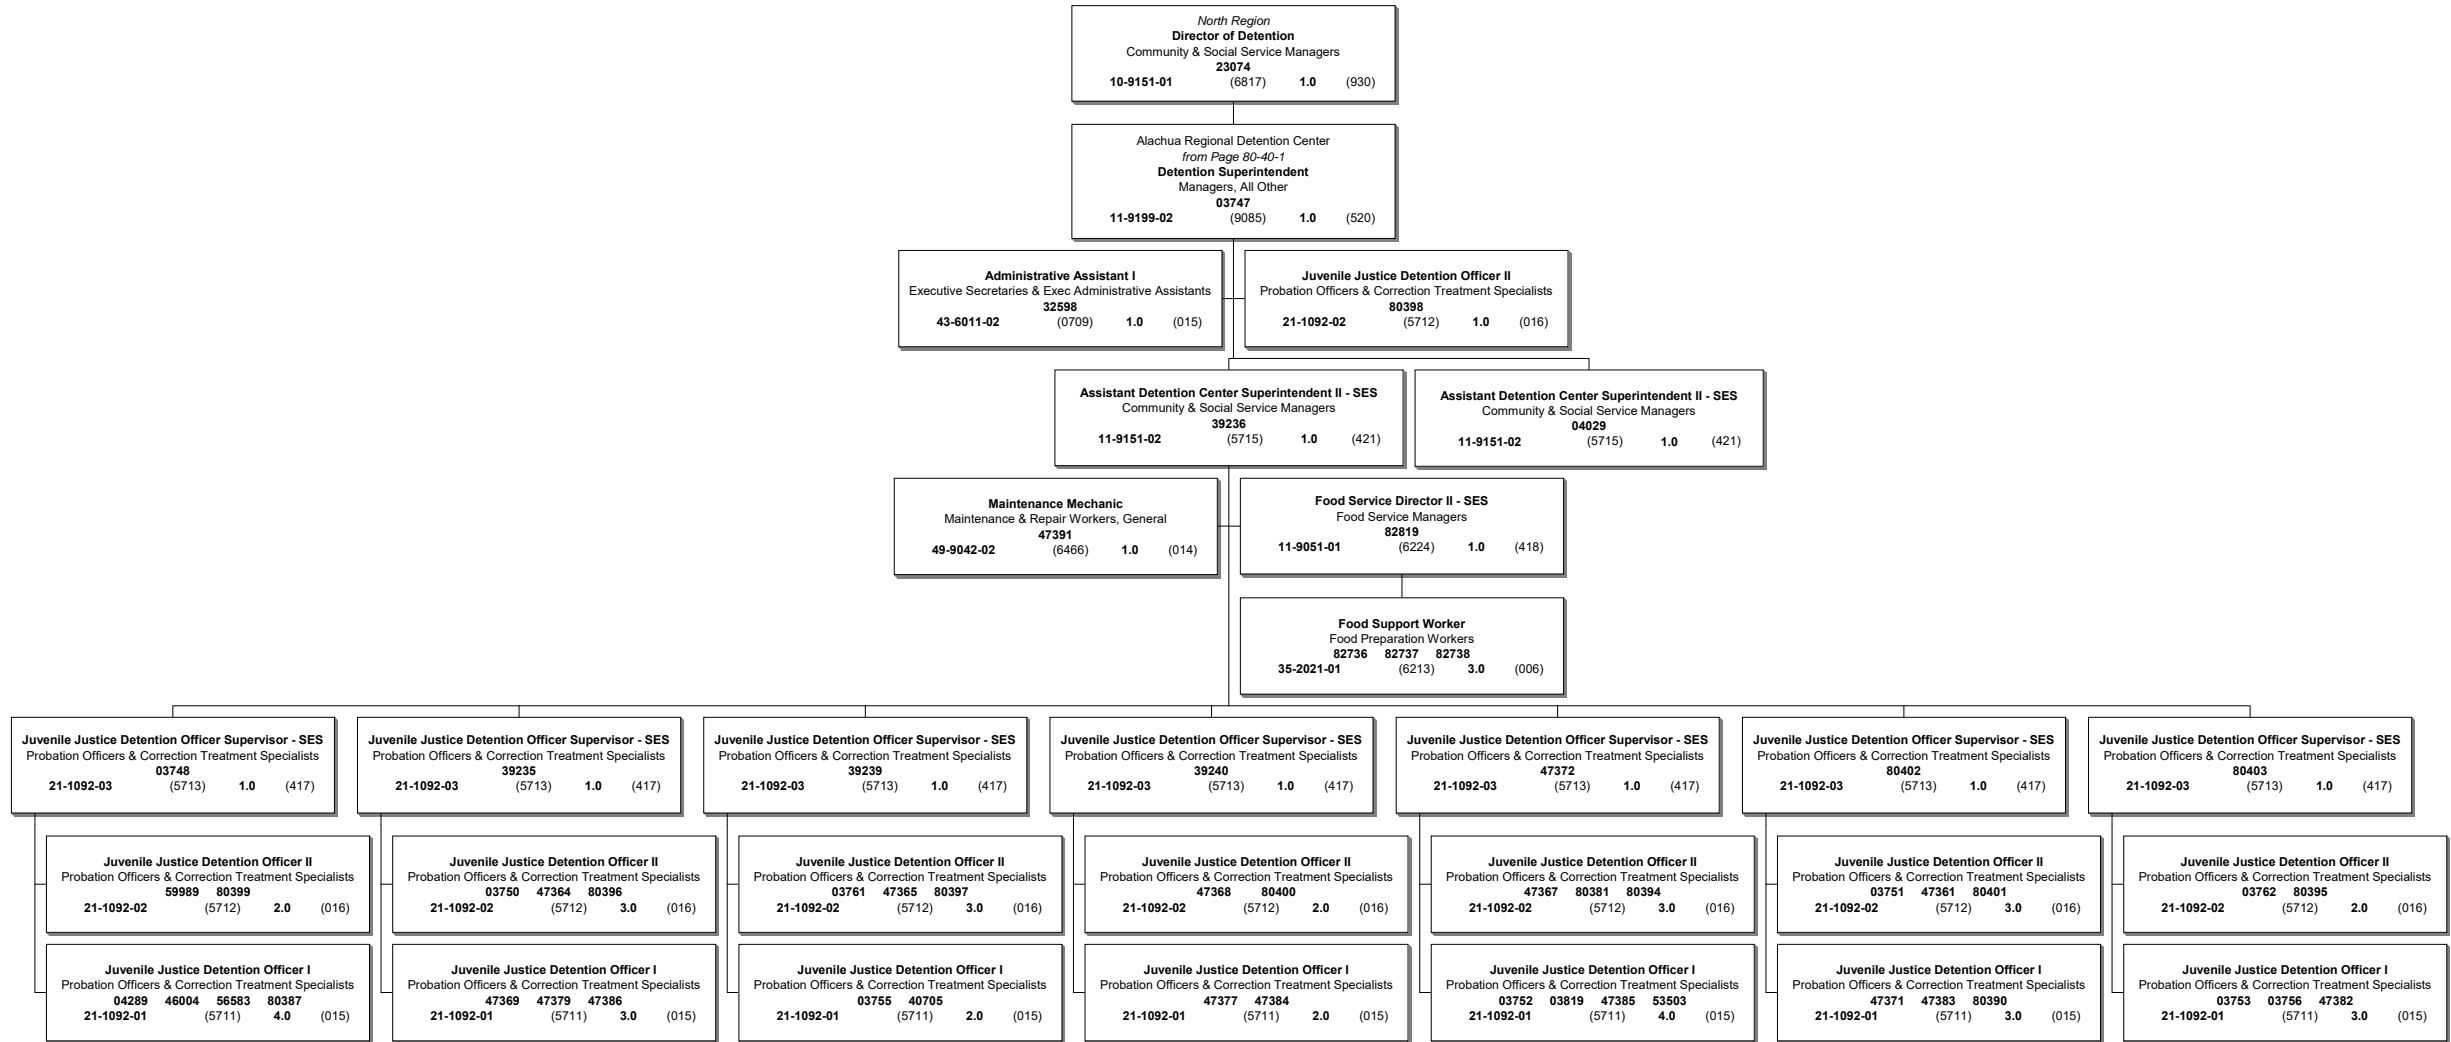 North Region
Director of Detention
Community & Social Service Managers
23074
10-9151-01 (6817) 1.0 (930)
Alachua Regional Detention Center
from Page 80-40-1
Detention Superintendent
Managers, All Other
03747
11-9199-02 (9085) 1.0 (520)
Administrative Assistant I
Executive Secretaries & Exec Administrative Assistants
32598
43-6011-02 (0709) 1.0 (015)
Juvenile Justice Detention Officer II
Probation Officers & Correction Treatment Specialists
80398
21-1092-02 (5712) 1.0 (016)
Assistant Detention Center Superintendent II - SES
Community & Social Service Managers
39236
11-9151-02 (5715) 1.0 (421)
Assistant Detention Center Superintendent II - SES
Community & Social Service Managers
04029
11-9151-02 (5715) 1.0 (421)
Maintenance Mechanic
Maintenance & Repair Workers, General
47391
49-9042-02 (6466) 1.0 (014)
Food Service Director II - SES
Food Service Managers
82819
11-9051-01 (6224) 1.0 (418)
Food Support Worker
Food Preparation Workers
82736 82737 82738
35-2021-01 (6213) 3.0 (006)
Juvenile Justice Detention Officer Supervisor - SES
Probation Officers & Correction Treatment Specialists
03748
21-1092-03 (5713) 1.0 (417)
Juvenile Justice Detention Officer II
Probation Officers & Correction Treatment Specialists
59989 80399
21-1092-02 (5712) 2.0 (016)
Juvenile Justice Detention Officer I
Probation Officers & Correction Treatment Specialists
04289 46004 56583 80387
21-1092-01 (5711) 4.0 (015)
Juvenile Justice Detention Officer Supervisor - SES
Probation Officers & Correction Treatment Specialists
39235
21-1092-03 (5713) 1.0 (417)
Juvenile Justice Detention Officer II
Probation Officers & Correction Treatment Specialists
03750 47364 80396
21-1092-02 (5712) 3.0 (016)
Juvenile Justice Detention Officer I
Probation Officers & Correction Treatment Specialists
47369 47379 47386
21-1092-01 (5711) 3.0 (015)
Juvenile Justice Detention Officer Supervisor - SES
Probation Officers & Correction Treatment Specialists
39239
21-1092-03 (5713) 1.0 (417)
Juvenile Justice Detention Officer II
Probation Officers & Correction Treatment Specialists
03761 47365 80397
21-1092-02 (5712) 3.0 (016)
Juvenile Justice Detention Officer I
Probation Officers & Correction Treatment Specialists
03755 40705
21-1092-01 (5711) 2.0 (015)
Juvenile Justice Detention Officer Supervisor - SES
Probation Officers & Correction Treatment Specialists
39240
21-1092-03 (5713) 1.0 (417)
Juvenile Justice Detention Officer II
Probation Officers & Correction Treatment Specialists
47368 80400
21-1092-02 (5712) 2.0 (016)
Juvenile Justice Detention Officer I
Probation Officers & Correction Treatment Specialists
47377 47384
21-1092-01 (5711) 2.0 (015)
Juvenile Justice Detention Officer Supervisor - SES
Probation Officers & Correction Treatment Specialists
47372
21-1092-03 (5713) 1.0 (417)
Juvenile Justice Detention Officer II
Probation Officers & Correction Treatment Specialists
47367 80381 80394
21-1092-02 (5712) 3.0 (016)
Juvenile Justice Detention Officer I
Probation Officers & Correction Treatment Specialists
03752 03819 47385 53503
21-1092-01 (5711) 4.0 (015)
Juvenile Justice Detention Officer Supervisor - SES
Probation Officers & Correction Treatment Specialists
80402
21-1092-03 (5713) 1.0 (417)
Juvenile Justice Detention Officer II
Probation Officers & Correction Treatment Specialists
03751 47361 80401
21-1092-02 (5712) 3.0 (016)
Juvenile Justice Detention Officer I
Probation Officers & Correction Treatment Specialists
47371 47383 80390
21-1092-01 (5711) 3.0 (015)
Juvenile Justice Detention Officer Supervisor - SES
Probation Officers & Correction Treatment Specialists
80403
21-1092-03 (5713) 1.0 (417)
Juvenile Justice Detention Officer II
Probation Officers & Correction Treatment Specialists
03762 80395
21-1092-02 (5712) 2.0 (016)
Juvenile Justice Detention Officer I
Probation Officers & Correction Treatment Specialists
03753 03756 47382
21-1092-01 (5711) 3.0 (015)